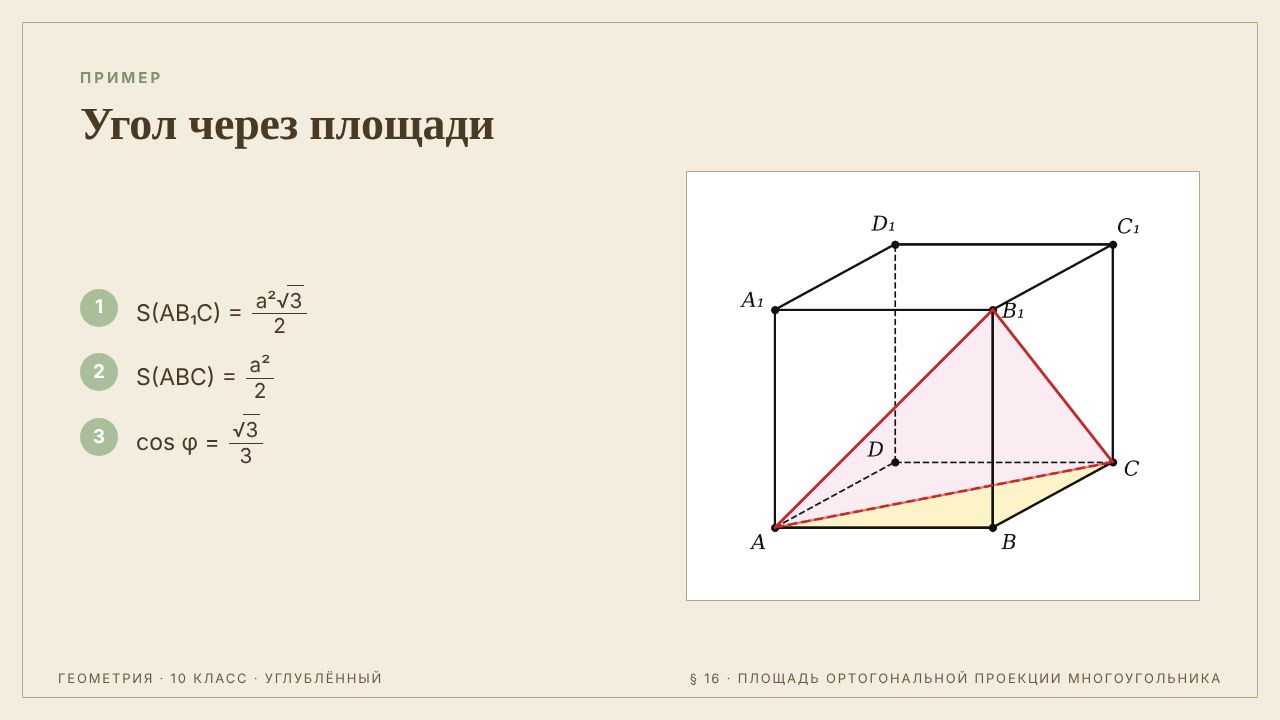 ПРИМЕР
Угол через площади
1 S(AB₁C) = a²√3/2
2 S(ABC) = a²/2
3 cos φ = √3/3
D₁
C₁
A₁
B₁
D
C
A
B
ГЕОМЕТРИЯ · 10 КЛАСС · УГЛУБЛЁННЫЙ
§ 16 · ПЛОЩАДЬ ОРТОГОНАЛЬНОЙ ПРОЕКЦИИ МНОГОУГОЛЬНИКА